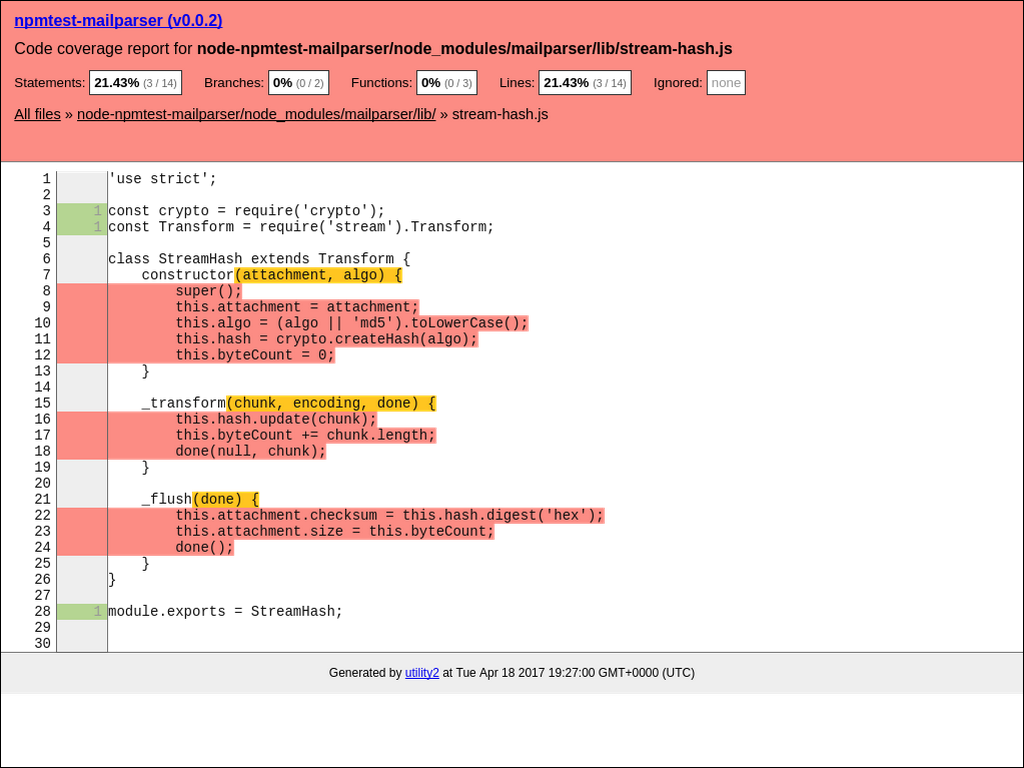 npmtest-mailparser (v0.0.2)
Code coverage report for node-npmtest-mailparser/node_modules/mailparser/lib/stream-hash.js
Statements: 21.43% (3 / 14) Branches: 0% (0 / 2) Functions: 0% (0 / 3) Lines: 21.43% (3 / 14) Ignored: none
All files » node-npmtest-mailparser/node_modules/mailparser/lib/ » stream-hash.js
1 'use strict';
2
3 1 const crypto = require('crypto');
4 1 const Transform = require('stream').Transform;
5
6 class StreamHash extends Transform {
7     constructor(attachment, algo) {
8         super();
9         this.attachment = attachment;
10         this.algo = (algo || 'md5').toLowerCase();
11         this.hash = crypto.createHash(algo);
12         this.byteCount = 0;
13     }
14
15     _transform(chunk, encoding, done) {
16         this.hash.update(chunk);
17         this.byteCount += chunk.length;
18         done(null, chunk);
19     }
20
21     _flush(done) {
22         this.attachment.checksum = this.hash.digest('hex');
23         this.attachment.size = this.byteCount;
24         done();
25     }
26 }
27
28 1 module.exports = StreamHash;
29
30
Generated by utility2 at Tue Apr 18 2017 19:27:00 GMT+0000 (UTC)